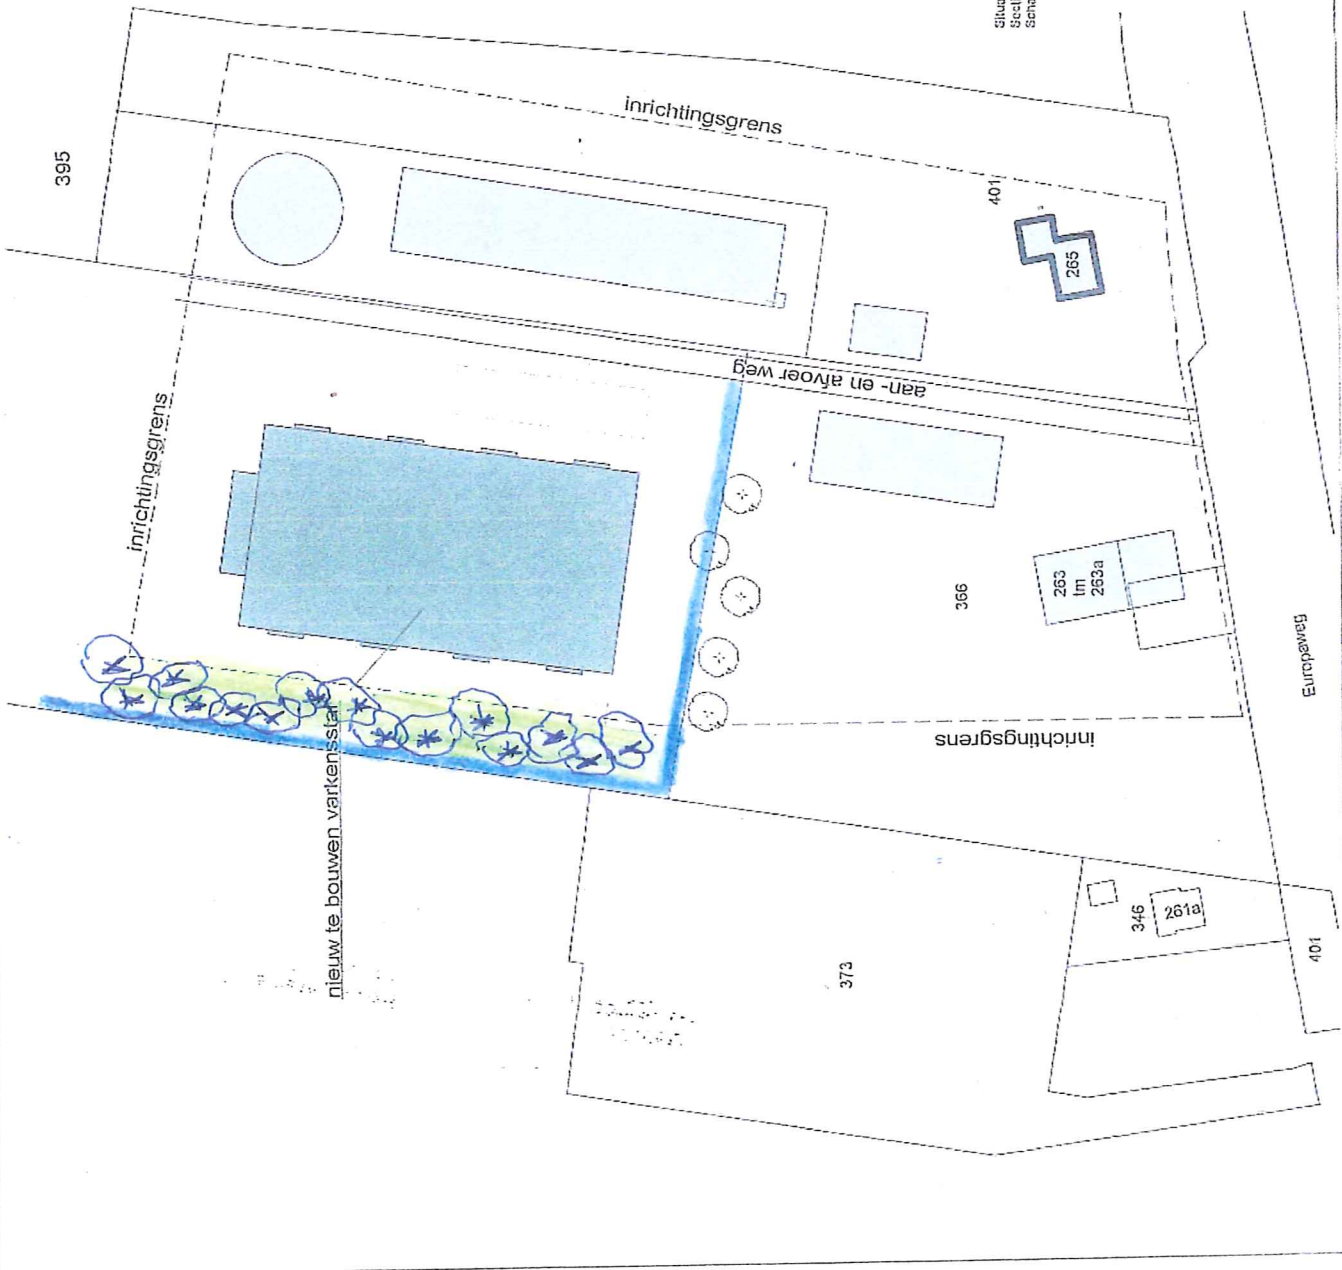 395
inrichtingsgrens
401
265
inrichtingsgrens
aan- en afvoer weg
nieuw te bouwen varkensstal
366
263
tm
263a
inrichtingsgrens
Europaweg
373
346
261a
401